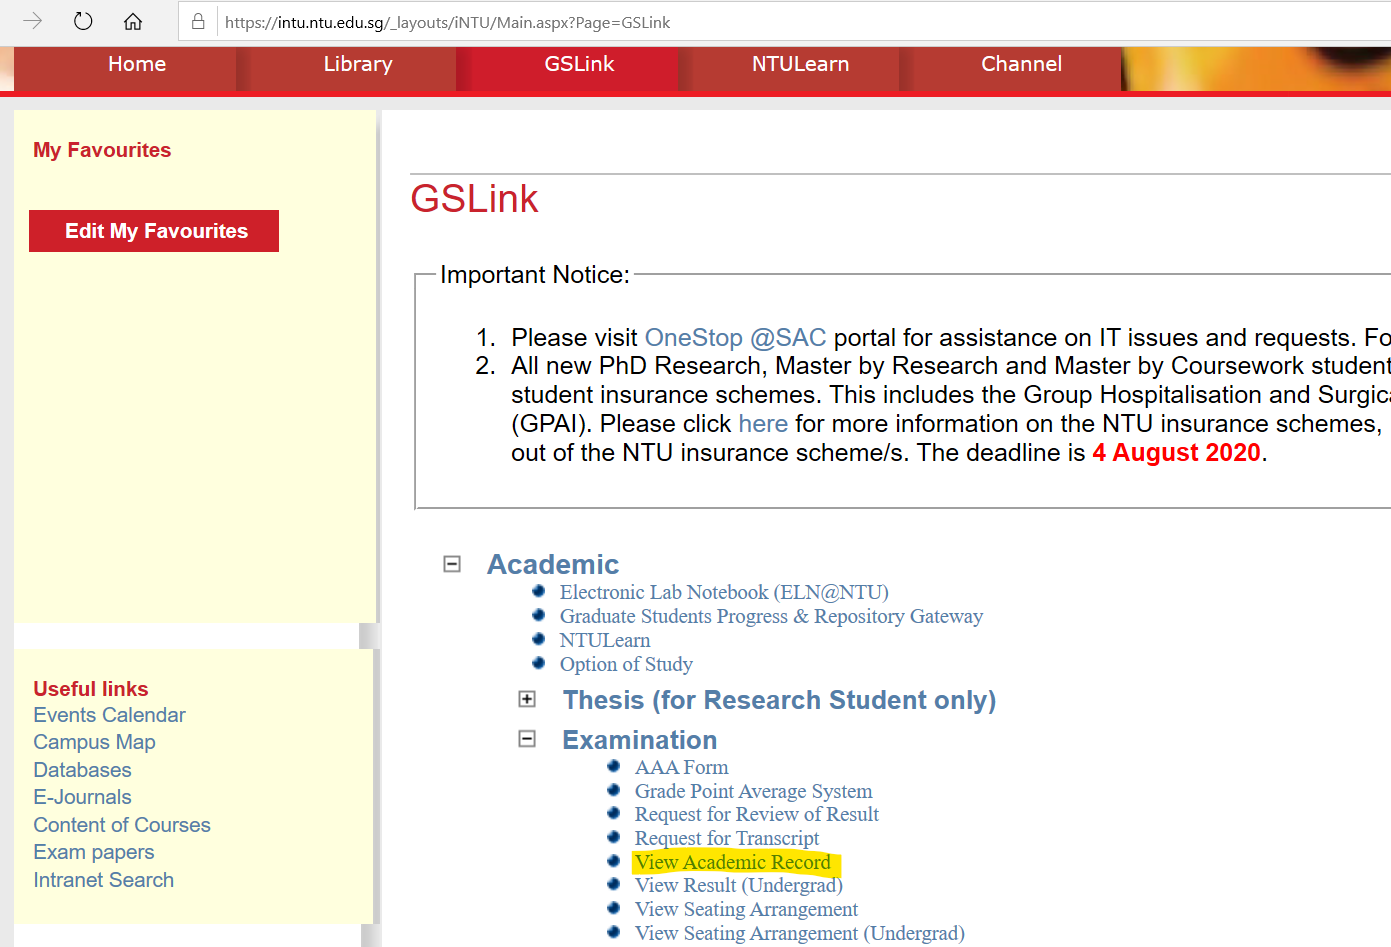 https://intu.ntu.edu.sg/_layouts/iNTU/Main.aspx?Page=GSLink
Home Library GSLink NTULearn Channel
My Favourites
Edit My Favourites
Useful links
Events Calendar
Campus Map
Databases
E-Journals
Content of Courses
Exam papers
Intranet Search
GSLink
Important Notice:
1. Please visit OneStop @SAC portal for assistance on IT issues and requests. Fo
2. All new PhD Research, Master by Research and Master by Coursework student
student insurance schemes. This includes the Group Hospitalisation and Surgica
(GPAI). Please click here for more information on the NTU insurance schemes,
out of the NTU insurance scheme/s. The deadline is 4 August 2020.
Academic
Electronic Lab Notebook (ELN@NTU)
Graduate Students Progress & Repository Gateway
NTULearn
Option of Study
Thesis (for Research Student only)
Examination
AAA Form
Grade Point Average System
Request for Review of Result
Request for Transcript
View Academic Record
View Result (Undergrad)
View Seating Arrangement
View Seating Arrangement (Undergrad)